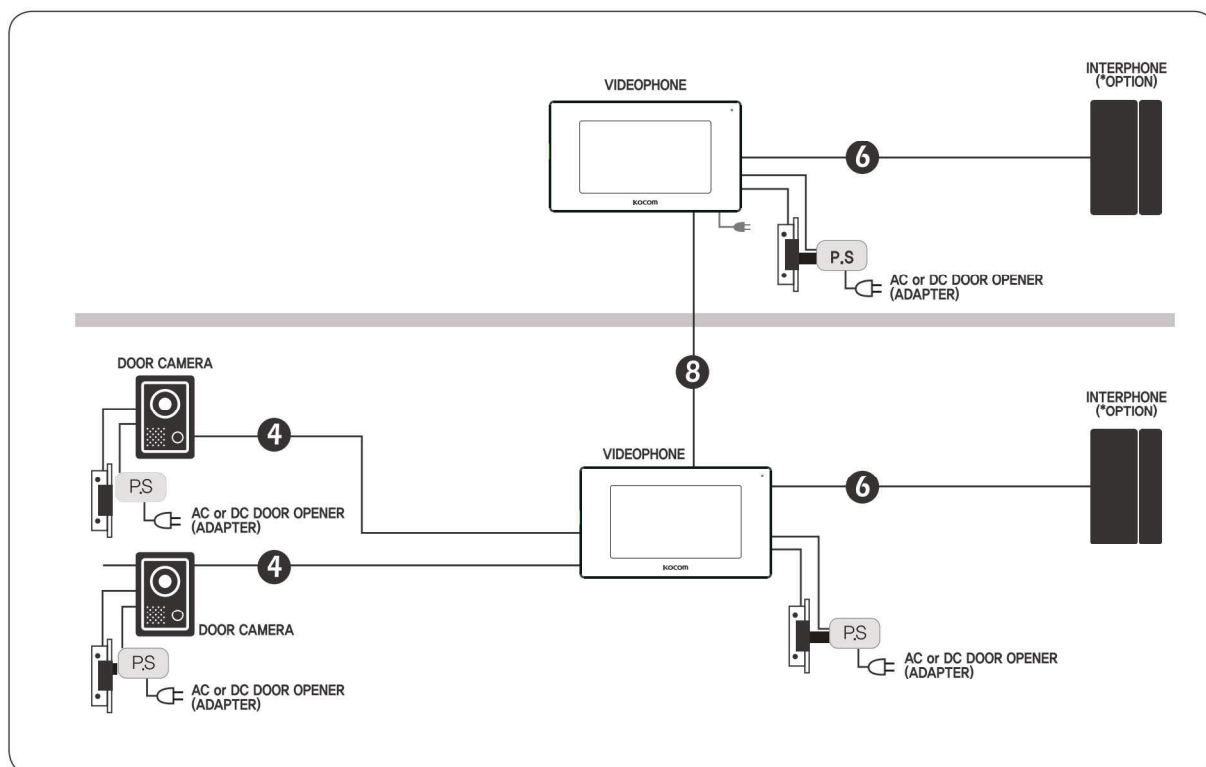 VIDEOPHONE
INTERPHONE
(*OPTION)
6
KOCOM
P.S
AC or DC DOOR OPENER
(ADAPTER)
DOOR CAMERA
8
INTERPHONE
(*OPTION)
4
VIDEOPHONE
6
P.S
AC or DC DOOR OPENER
(ADAPTER)
4
KOCOM
DOOR CAMERA
P.S
AC or DC DOOR OPENER
(ADAPTER)
P.S
AC or DC DOOR OPENER
(ADAPTER)